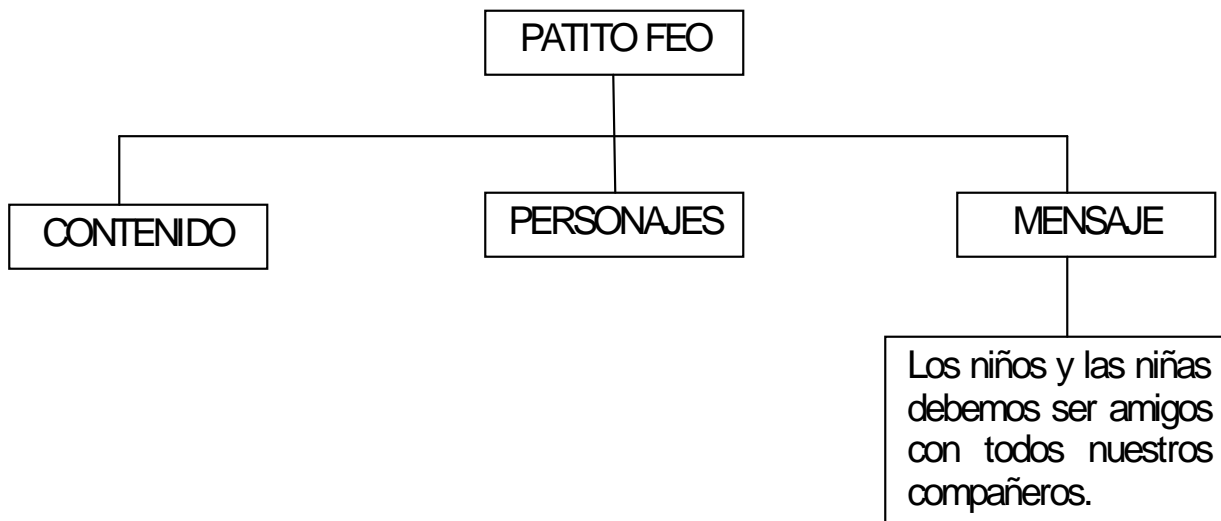 PATITO FEO
CONTENIDO
PERSONAJES
MENSAJE
Los niños y las niñas
debemos ser amigos
con todos nuestros
compañeros.